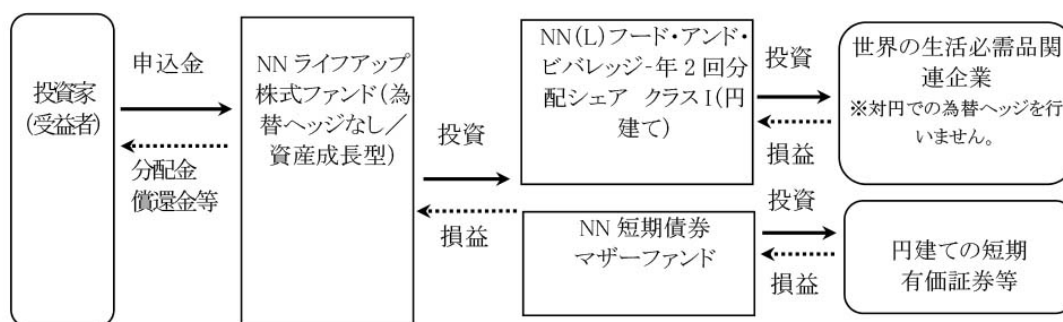 投資家
(受益者)
申込金
分配金
償還金等
NNライフアップ
株式ファンド(為
替ヘッジなし／
資産成長型)
投資
損益
NN(L)フード・アンド・
ビバレッジ-年2回分
配シェア　クラスI(円
建て)
NN短期債券
マザーファンド
投資
損益
投資
損益
世界の生活必需品関
連企業
※対円での為替ヘッジを行
いません。
円建ての短期
有価証券等